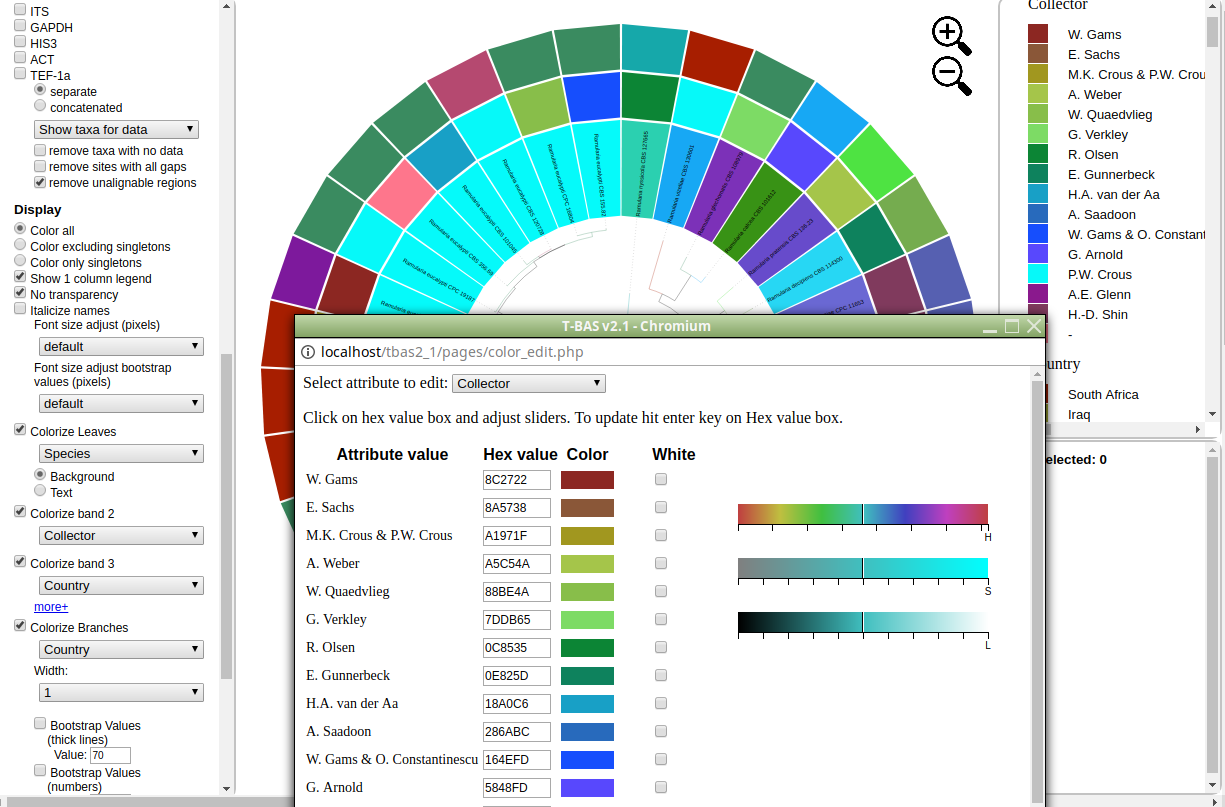 ITS
GAPDH
HIS3
ACT
TEF-1a
separate
concatenated
Show taxa for data
remove taxa with no data
remove sites with all gaps
remove unalignable regions
Display
Color all
Color excluding singletons
Color only singletons
Show 1 column legend
No transparency
Italicize names
Font size adjust (pixels)
default
Font size adjust bootstrap
values (pixels)
default
Colorize Leaves
Species
Background
Text
Colorize band 2
Collector
Colorize band 3
Country
more+
Colorize Branches
Country
Width:
1
Bootstrap Values
(thick lines)
Value: 70
Bootstrap Values
(numbers)
Collector
W. Gams
E. Sachs
M.K. Crous & P.W. Crou
A. Weber
W. Quaedvlieg
G. Verkley
R. Olsen
E. Gunnerbeck
H.A. van der Aa
A. Saadoon
W. Gams & O. Constant
G. Arnold
P.W. Crous
A.E. Glenn
H.-D. Shin
-
untry
South Africa
Iraq
elected: 0
T-BAS v2.1 - Chromium
localhost/tbas2_1/pages/color_edit.php
Select attribute to edit: Collector
Click on hex value box and adjust sliders. To update hit enter key on Hex value box.
Attribute value Hex value Color White
W. Gams 8C2722
E. Sachs 8A5738
M.K. Crous & P.W. Crous A1971F
A. Weber A5C54A
W. Quaedvlieg 88BE4A
G. Verkley 7DDB65
R. Olsen 0C8535
E. Gunnerbeck 0E825D
H.A. van der Aa 18A0C6
A. Saadoon 286ABC
W. Gams & O. Constantinescu 164EFD
G. Arnold 5848FD
H
S
L